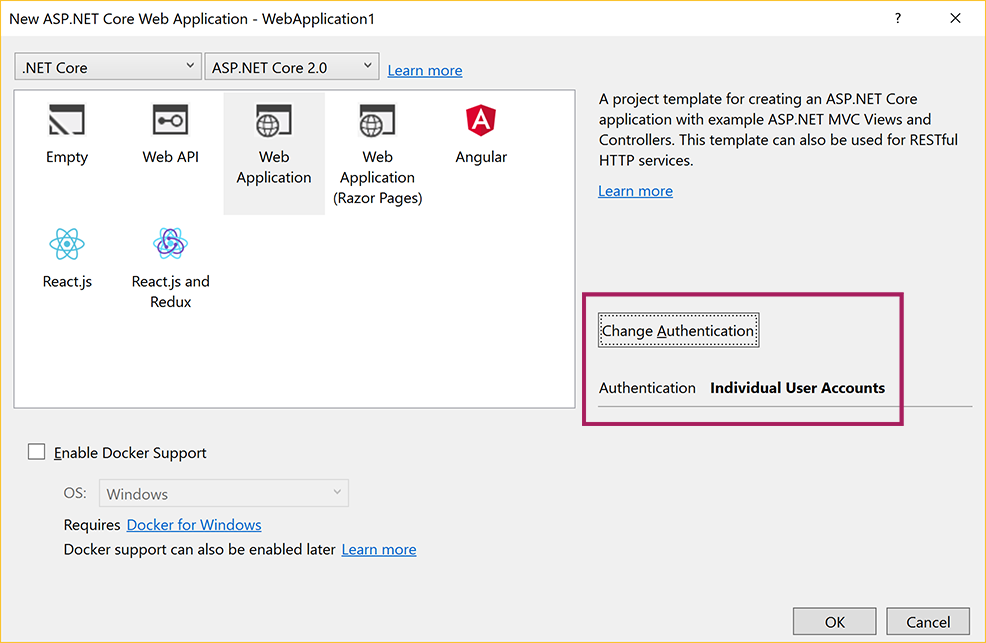 New ASP.NET Core Web Application - WebApplication1
?
.NET Core
ASP.NET Core 2.0
Learn more
Empty
Web API
Web
Application
Web
Application
(Razor Pages)
Angular
React.js
React.js and
Redux
A project template for creating an ASP.NET Core
application with example ASP.NET MVC Views and
Controllers. This template can also be used for RESTful
HTTP services.
Learn more
Change Authentication
Authentication Individual User Accounts
Enable Docker Support
OS: Windows
Requires Docker for Windows
Docker support can also be enabled later Learn more
OK
Cancel